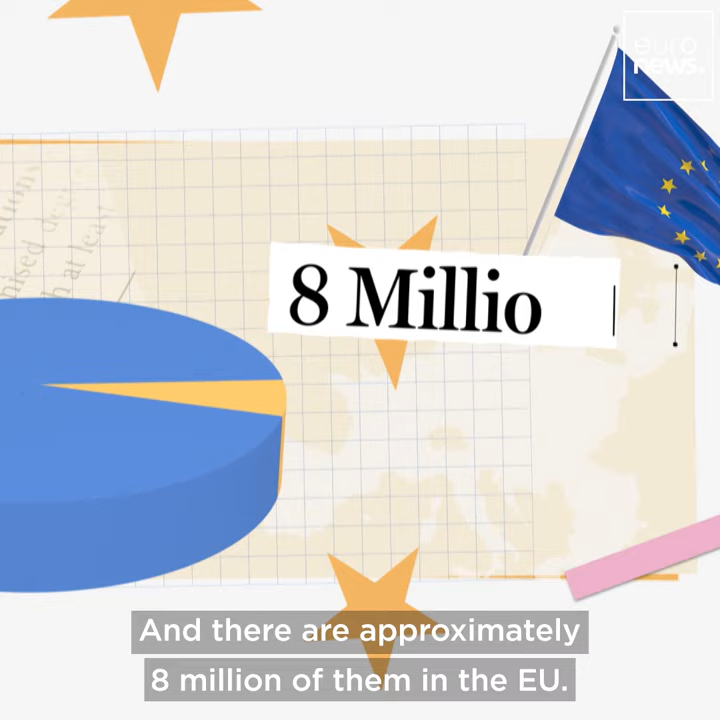 euro
news.
8 Millio
And there are approximately
8 million of them in the EU.